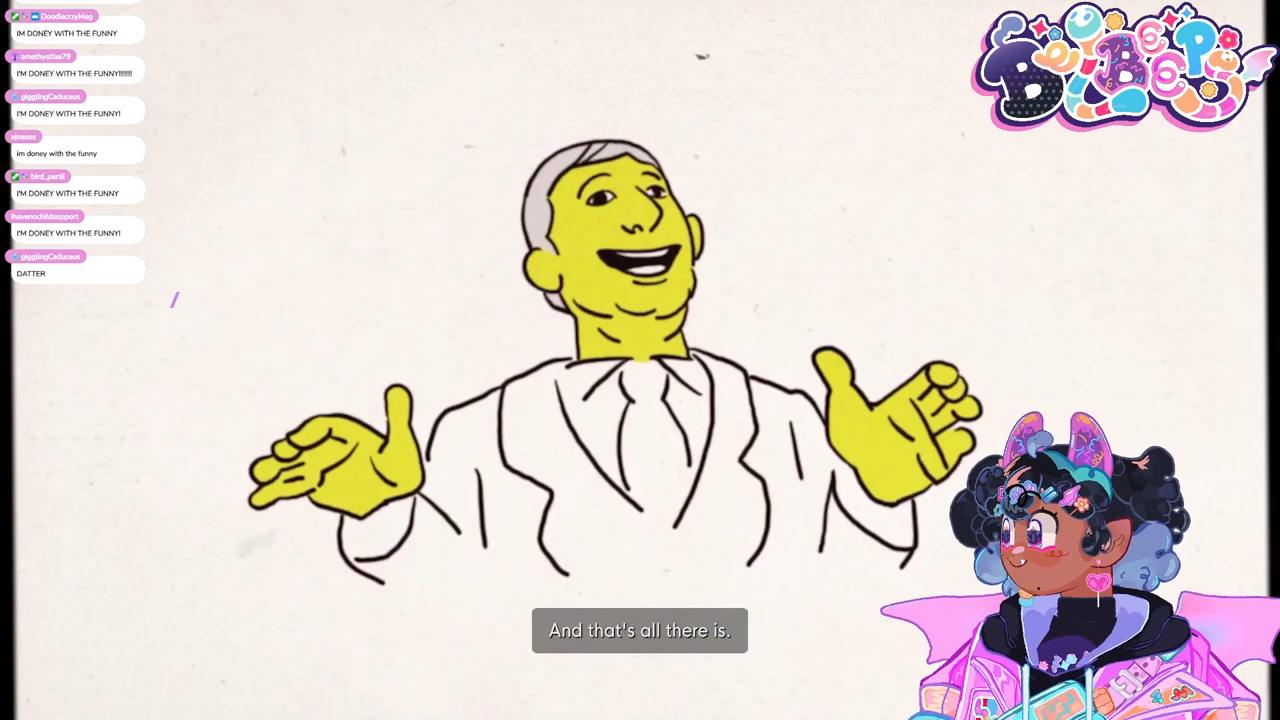 DoodlecrzyMeg
IM DONEY WITH THE FUNNY
amethystfae79
I'M DONEY WITH THE FUNNY!!!!!!!
gigglingCaduceus
I'M DONEY WITH THE FUNNY!
xinexes
im doney with the funny
bird_partii
I'M DONEY WITH THE FUNNY
ihavenochildsupport
I'M DONEY WITH THE FUNNY!
gigglingCaduceus
DATTER
/
And that's all there is.